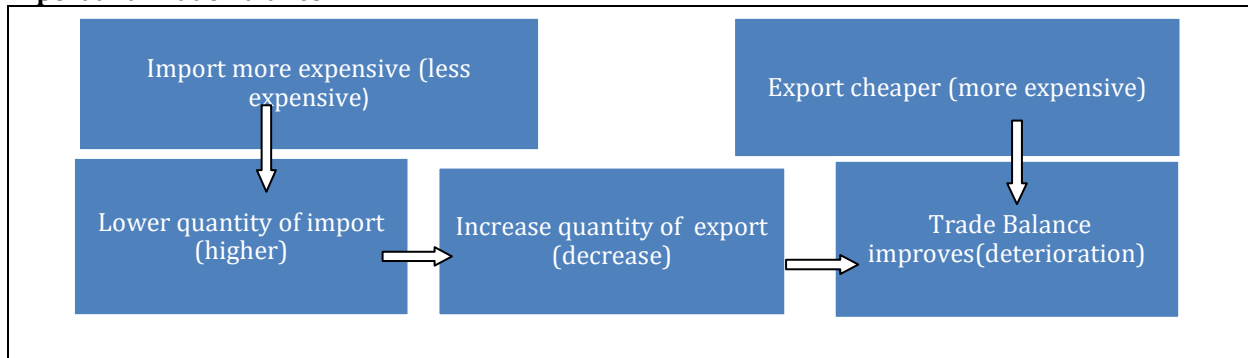 Import more expensive (less
expensive)
Export cheaper (more expensive)
Lower quantity of import
(higher)
Increase quantity of export
(decrease)
Trade Balance
improves(deterioration)